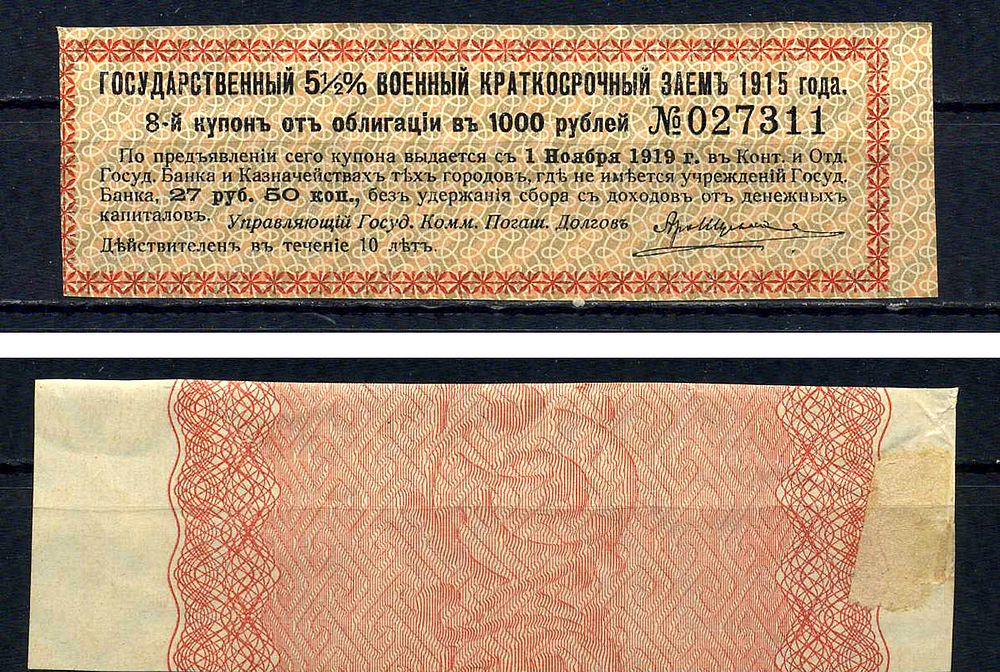 ГОСУДАРСТВЕННЫЙ 5½% ВОЕННЫЙ КРАТКОСРОЧНЫЙ ЗАЕМЪ 1915 года.
8-й купонъ отъ облигаціи въ 1000 рублей №027311
По предъявленіи сего купона выдается съ 1 Ноября 1919 г. въ Конт. и Отд.
Госуд. Банка и Казначействахъ тѣхъ городовъ, гдѣ не имѣется учрежденій Госуд.
Банка, 27 руб. 50 коп., безъ удержанія сбора съ доходовъ отъ денежныхъ
капиталовъ.
Управляющій Госуд. Комм. Погаш. Долговъ
Дѣйствителенъ въ теченіе 10 лѣтъ.